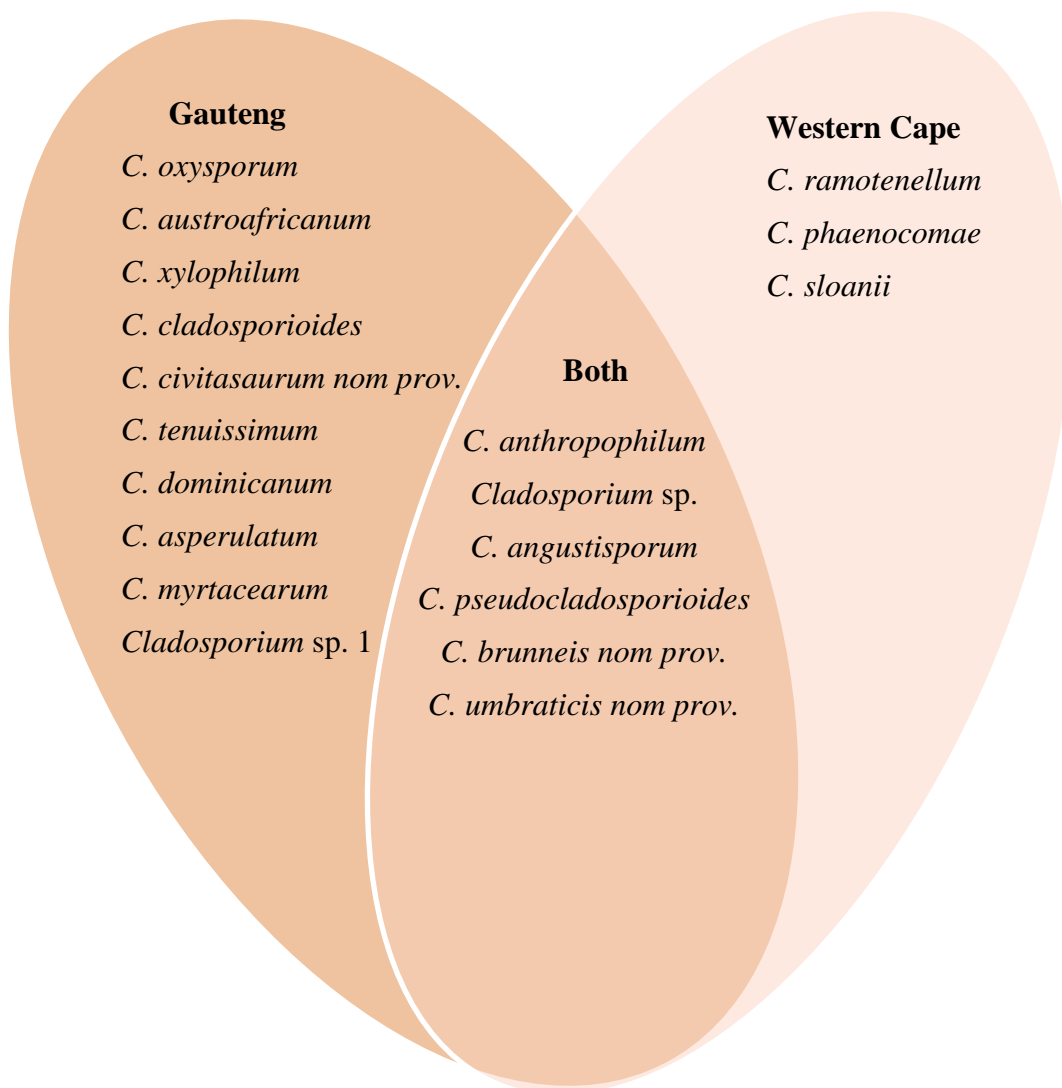 Gauteng
C. oxysporum
C. austroafricanum
C. xylophilum
C. cladosporioides
C. civitasaurum nom prov.
C. tenuissimum
C. dominicanum
C. asperulatum
C. myrtacearum
Cladosporium sp. 1
Both
C. anthropophilum
Cladosporium sp.
C. angustisporum
C. pseudocladosporioides
C. brunneis nom prov.
C. umbraticis nom prov.
Western Cape
C. ramotenellum
C. phaenocomae
C. sloanii